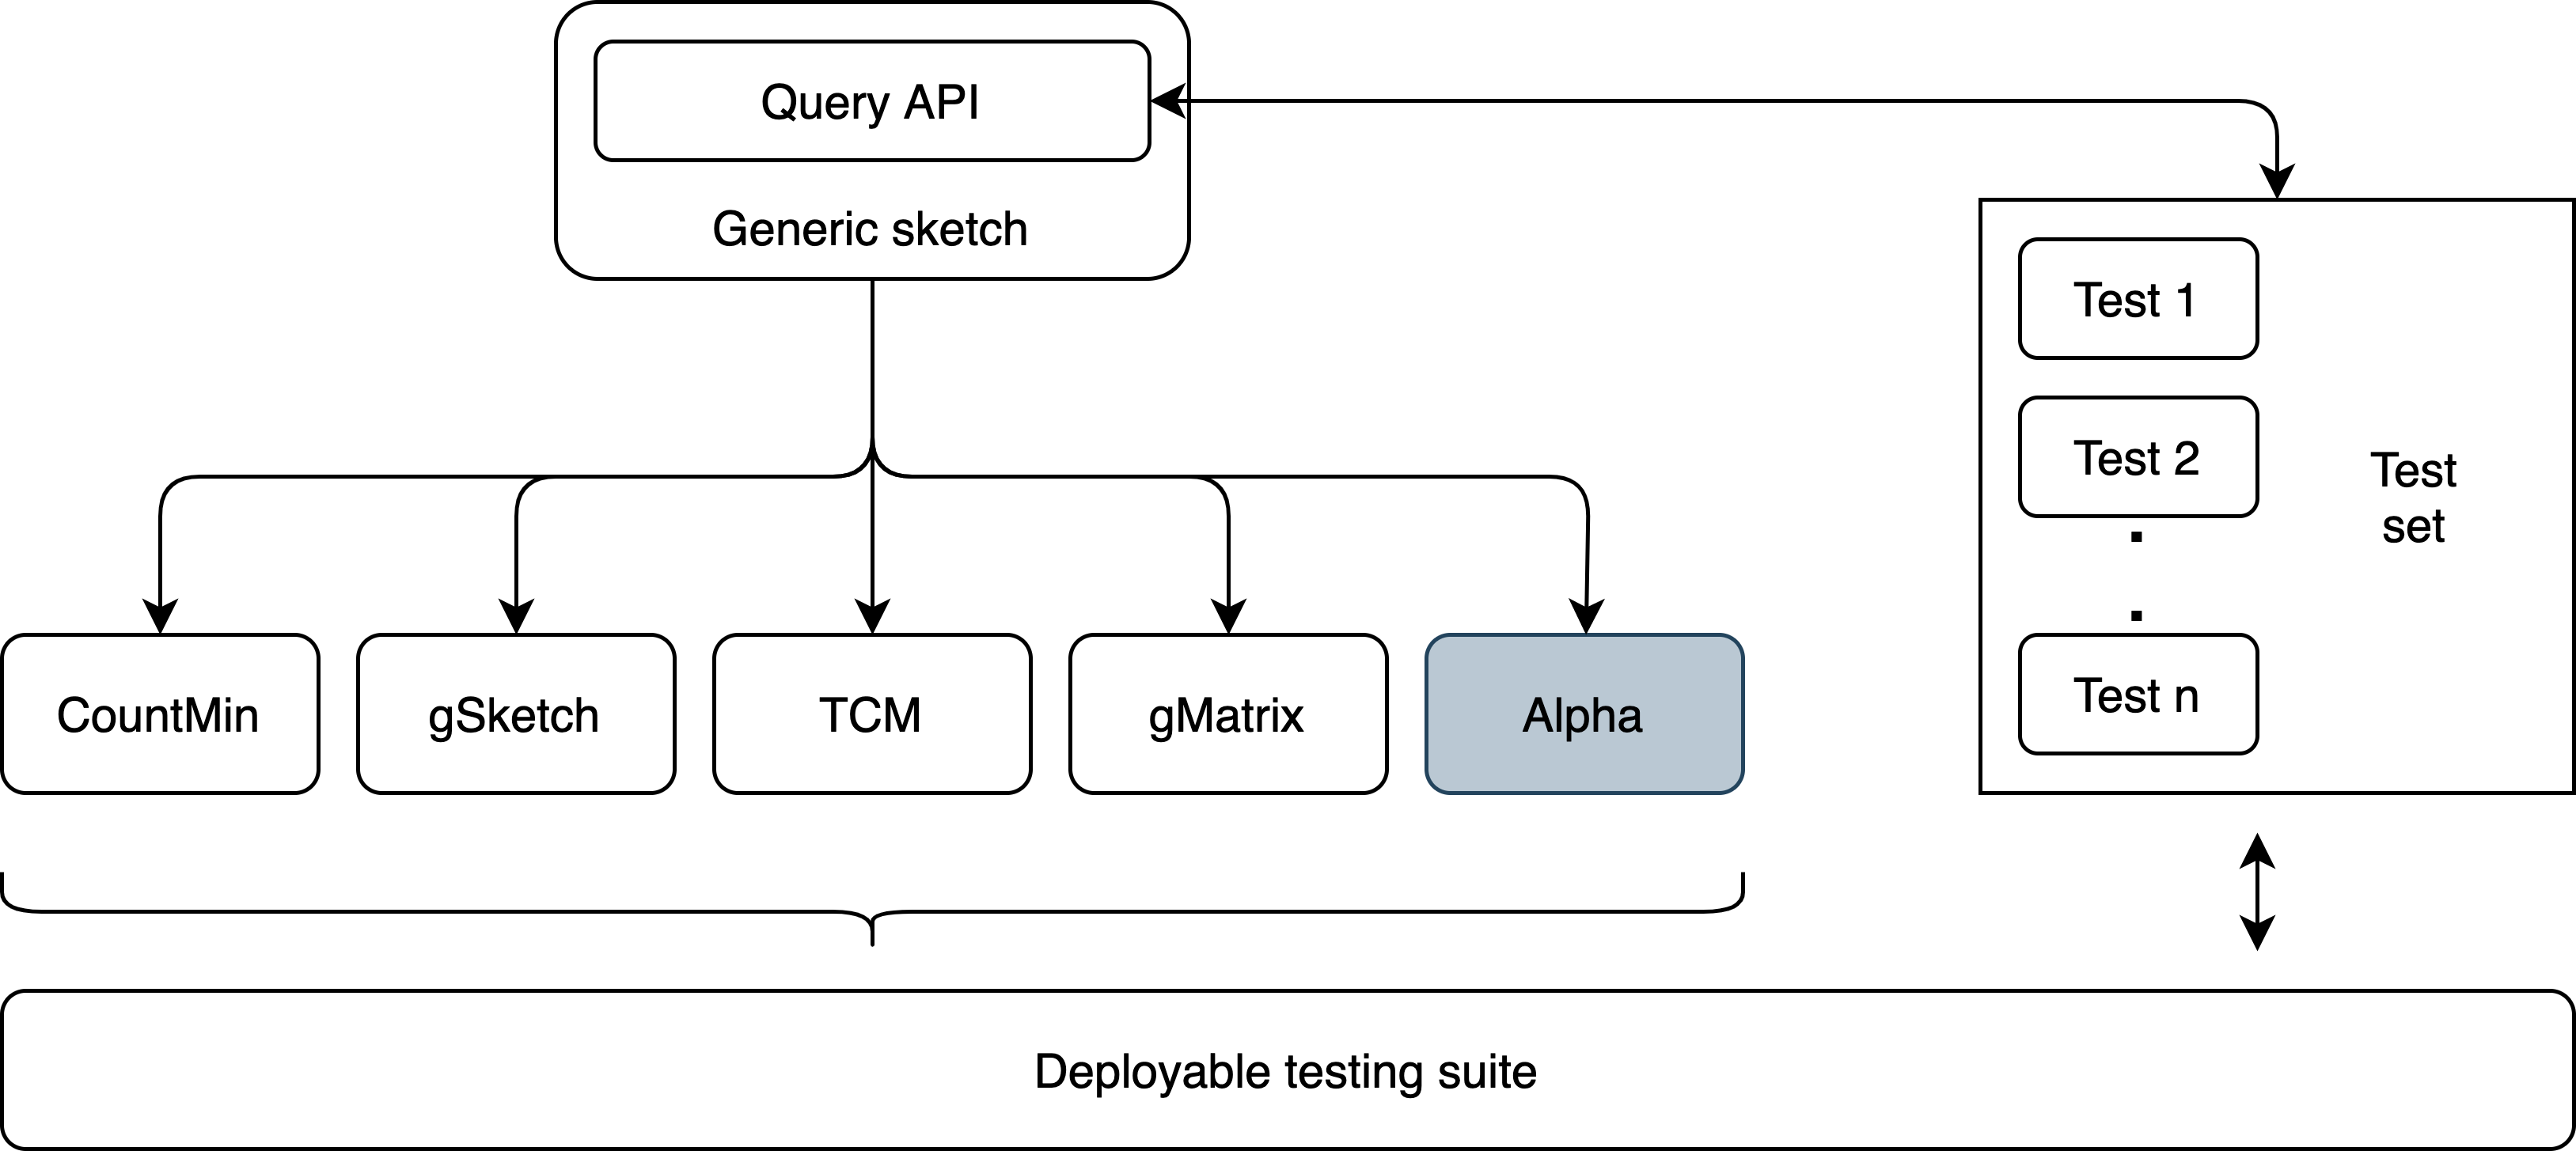 Query API
Generic sketch
Test 1
Test 2
.
.
Test n
Test
set
CountMin
gSketch
TCM
gMatrix
Alpha
Deployable testing suite